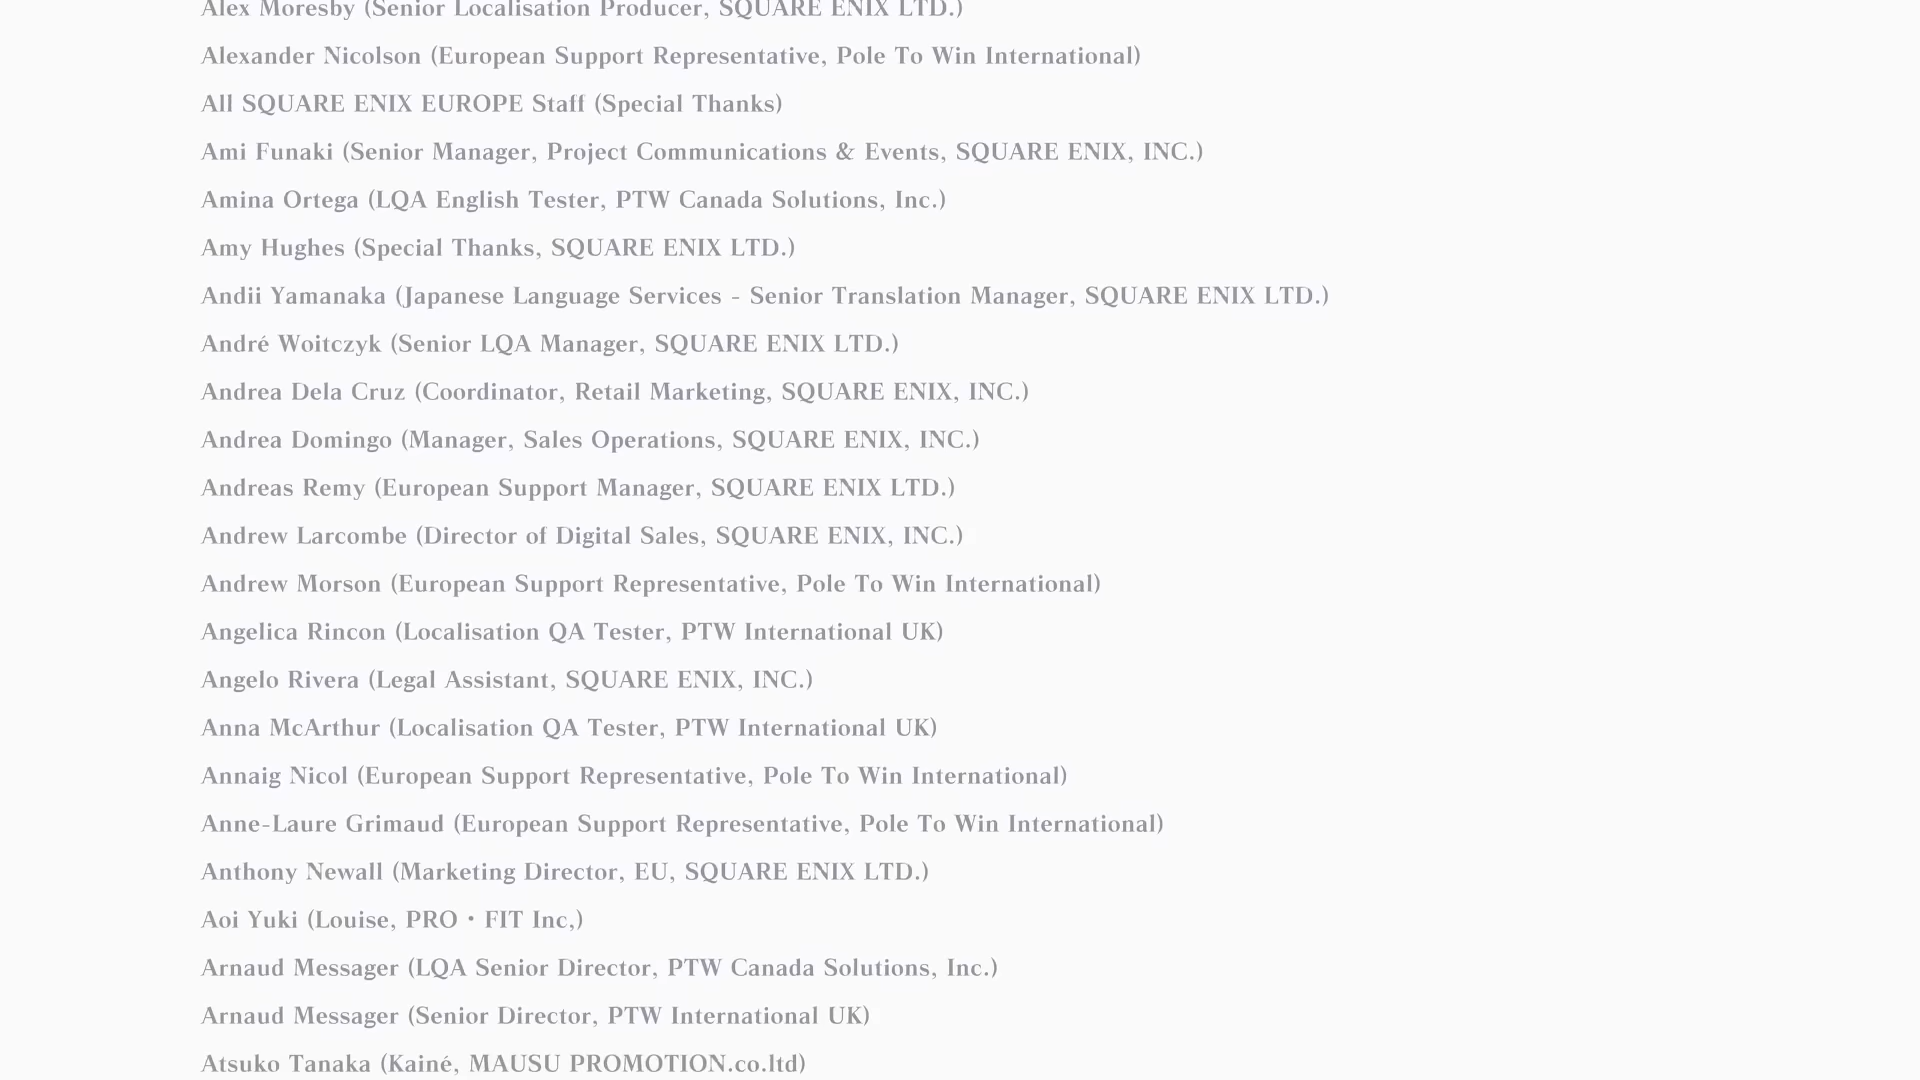 Alex Moresby (Senior Localisation Producer, SQUARE ENIX LTD.)
Alexander Nicolson (European Support Representative, Pole To Win International)
All SQUARE ENIX EUROPE Staff (Special Thanks)
Ami Funaki (Senior Manager, Project Communications & Events, SQUARE ENIX, INC.)
Amina Ortega (LQA English Tester, PTW Canada Solutions, Inc.)
Amy Hughes (Special Thanks, SQUARE ENIX LTD.)
Andii Yamanaka (Japanese Language Services - Senior Translation Manager, SQUARE ENIX LTD.)
André Woitczyk (Senior LQA Manager, SQUARE ENIX LTD.)
Andrea Dela Cruz (Coordinator, Retail Marketing, SQUARE ENIX, INC.)
Andrea Domingo (Manager, Sales Operations, SQUARE ENIX, INC.)
Andreas Remy (European Support Manager, SQUARE ENIX LTD.)
Andrew Larcombe (Director of Digital Sales, SQUARE ENIX, INC.)
Andrew Morson (European Support Representative, Pole To Win International)
Angelica Rincon (Localisation QA Tester, PTW International UK)
Angelo Rivera (Legal Assistant, SQUARE ENIX, INC.)
Anna McArthur (Localisation QA Tester, PTW International UK)
Annaig Nicol (European Support Representative, Pole To Win International)
Anne-Laure Grimaud (European Support Representative, Pole To Win International)
Anthony Newall (Marketing Director, EU, SQUARE ENIX LTD.)
Aoi Yuki (Louise, PRO・FIT Inc,)
Arnaud Messager (LQA Senior Director, PTW Canada Solutions, Inc.)
Arnaud Messager (Senior Director, PTW International UK)
Atsuko Tanaka (Kainé, MAUSU PROMOTION.co.ltd)